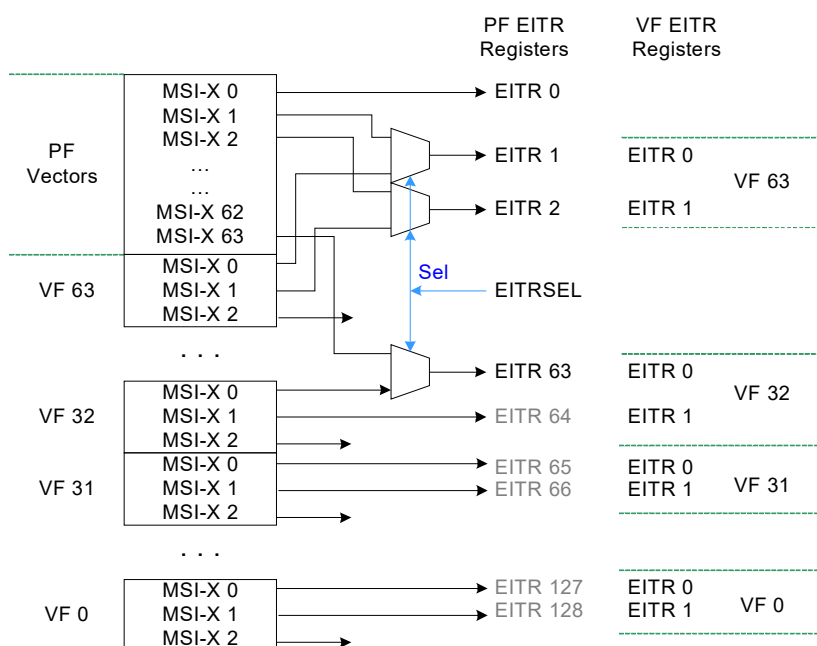 PF EITR
Registers
VF EITR
Registers
MSI-X 0
EITR 0
MSI-X 1
MSI-X 2
PF
Vectors
...
...
MSI-X 62
MSI-X 63
EITR 1
EITR 0
VF 63
EITR 2
EITR 1
VF 63
MSI-X 0
MSI-X 1
MSI-X 2
Sel
EITRSEL
. . .
EITR 63
EITR 0
VF 32
VF 32
MSI-X 0
MSI-X 1
MSI-X 2
EITR 64
EITR 1
VF 31
MSI-X 0
MSI-X 1
MSI-X 2
EITR 65
EITR 66
EITR 0
EITR 1
VF 31
. . .
VF 0
MSI-X 0
MSI-X 1
MSI-X 2
EITR 127
EITR 128
EITR 0
EITR 1
VF 0